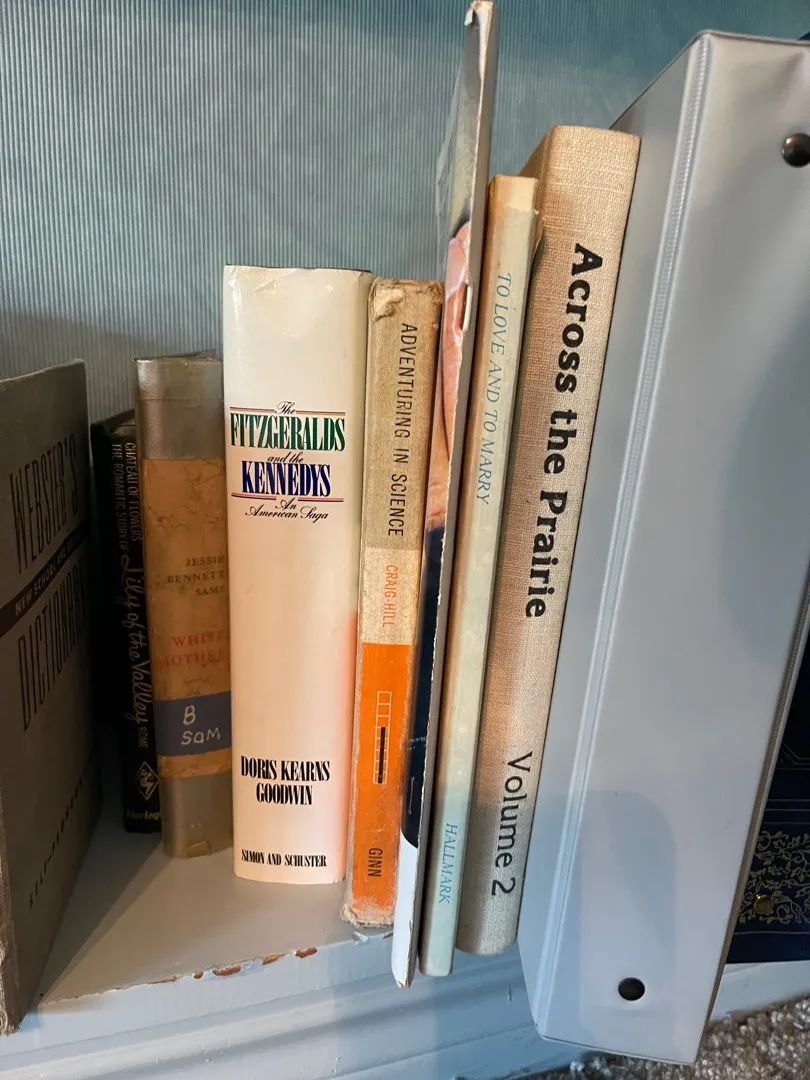 WEBSTER'S
NEW SCHOOL AND
DICTIONARY
CHATEAU OF FLOWERS
THE ROMANTIC STORY OF
Lily of the Valley
ROME
JESSIE
BENNETT
SAMS
WHITE
MOTHER
B
SAM
The
FITZGERALDS
and the
KENNEDYS
An
American Saga
DORIS KEARNS
GOODWIN
SIMON AND SCHUSTER
ADVENTURING IN SCIENCE
CRAIG-HILL
GINN
TO LOVE AND TO MARRY
HALLMARK
Across the Prairie
Volume 2